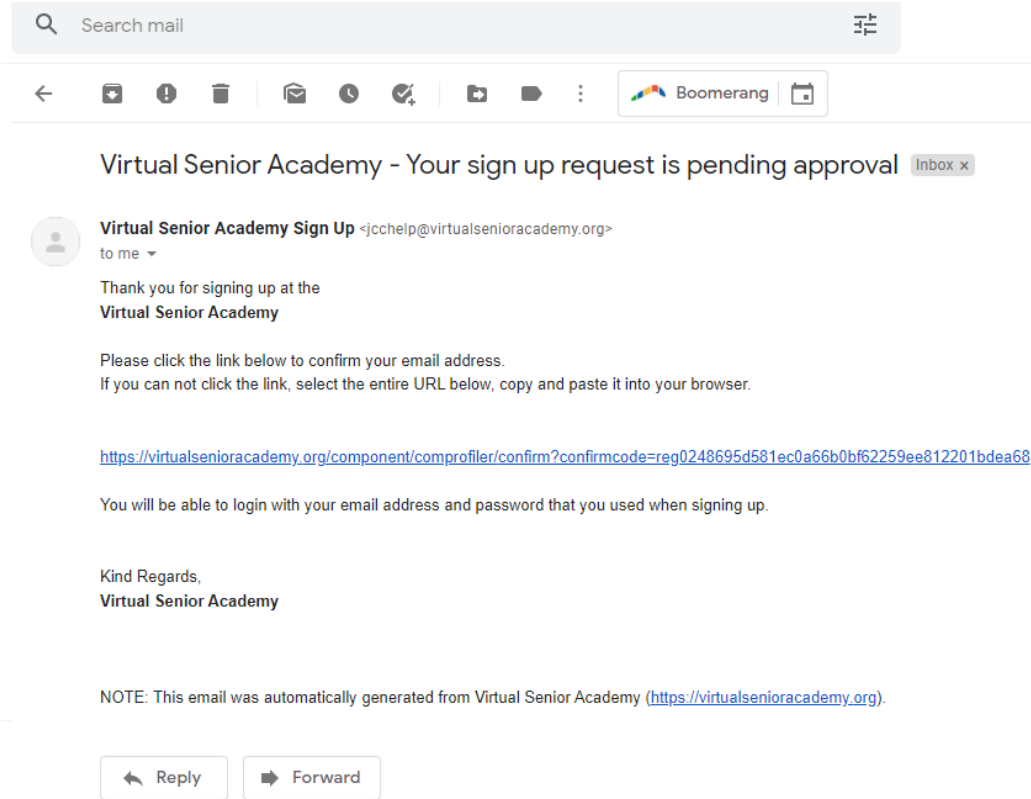 Search mail
Boomerang
Virtual Senior Academy - Your sign up request is pending approval Inbox x
Virtual Senior Academy Sign Up <jcchelp@virtualsenioracademy.org>
to me
Thank you for signing up at the
Virtual Senior Academy
Please click the link below to confirm your email address.
If you can not click the link, select the entire URL below, copy and paste it into your browser.
https://virtualsenioracademy.org/component/comprofiler/confirm?confirmcode=reg0248695d581ec0a66b0bf62259ee812201bdea68
You will be able to login with your email address and password that you used when signing up.
Kind Regards,
Virtual Senior Academy
NOTE: This email was automatically generated from Virtual Senior Academy (https://virtualsenioracademy.org).
Reply Forward